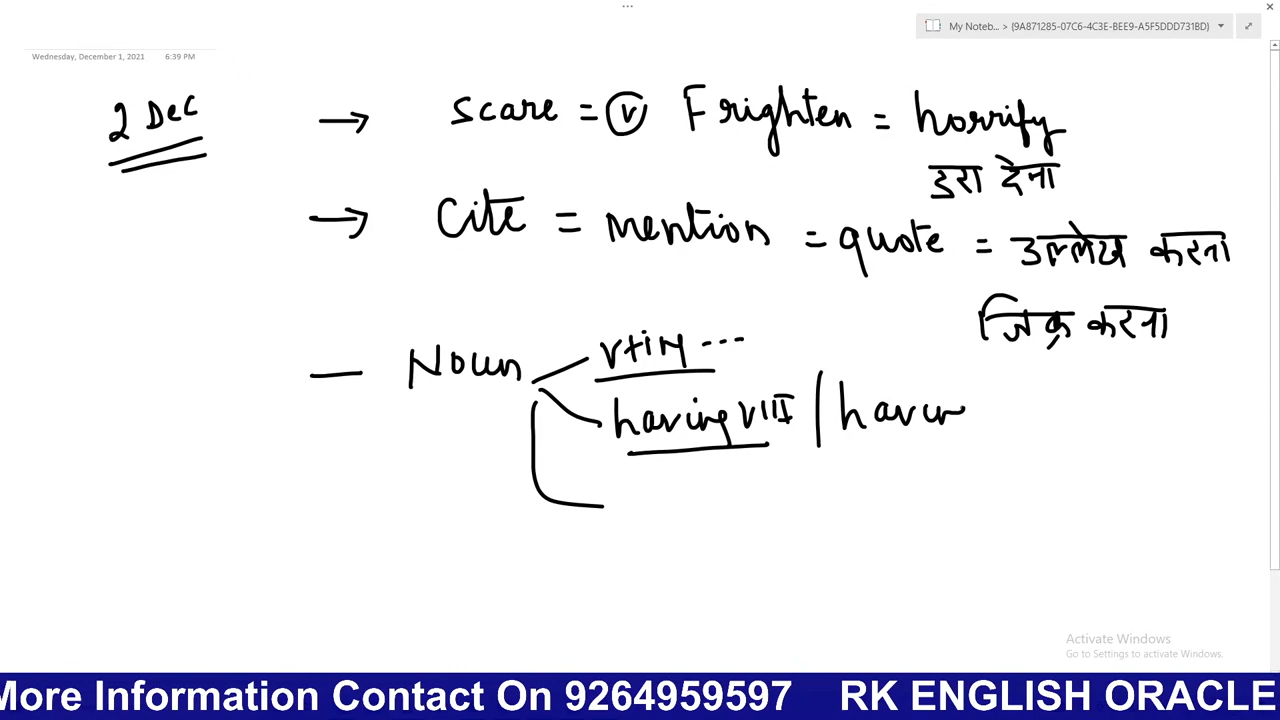 My Noteb... > {9A871285-07C6-4C3E-BEE9-A5F5DDD731BD}
Wednesday, December 1, 2021 6:39 PM
2 Dec → scare = (v) Frighten = horrify
डरा देना
→ cite = mention = quote = उल्लेख करना
जिक्र करना
— Noun
v+ing ...
having VIII |
Activate Windows
Go to Settings to activate Windows.
More Information Contact On 9264959597 RK ENGLISH ORACLE